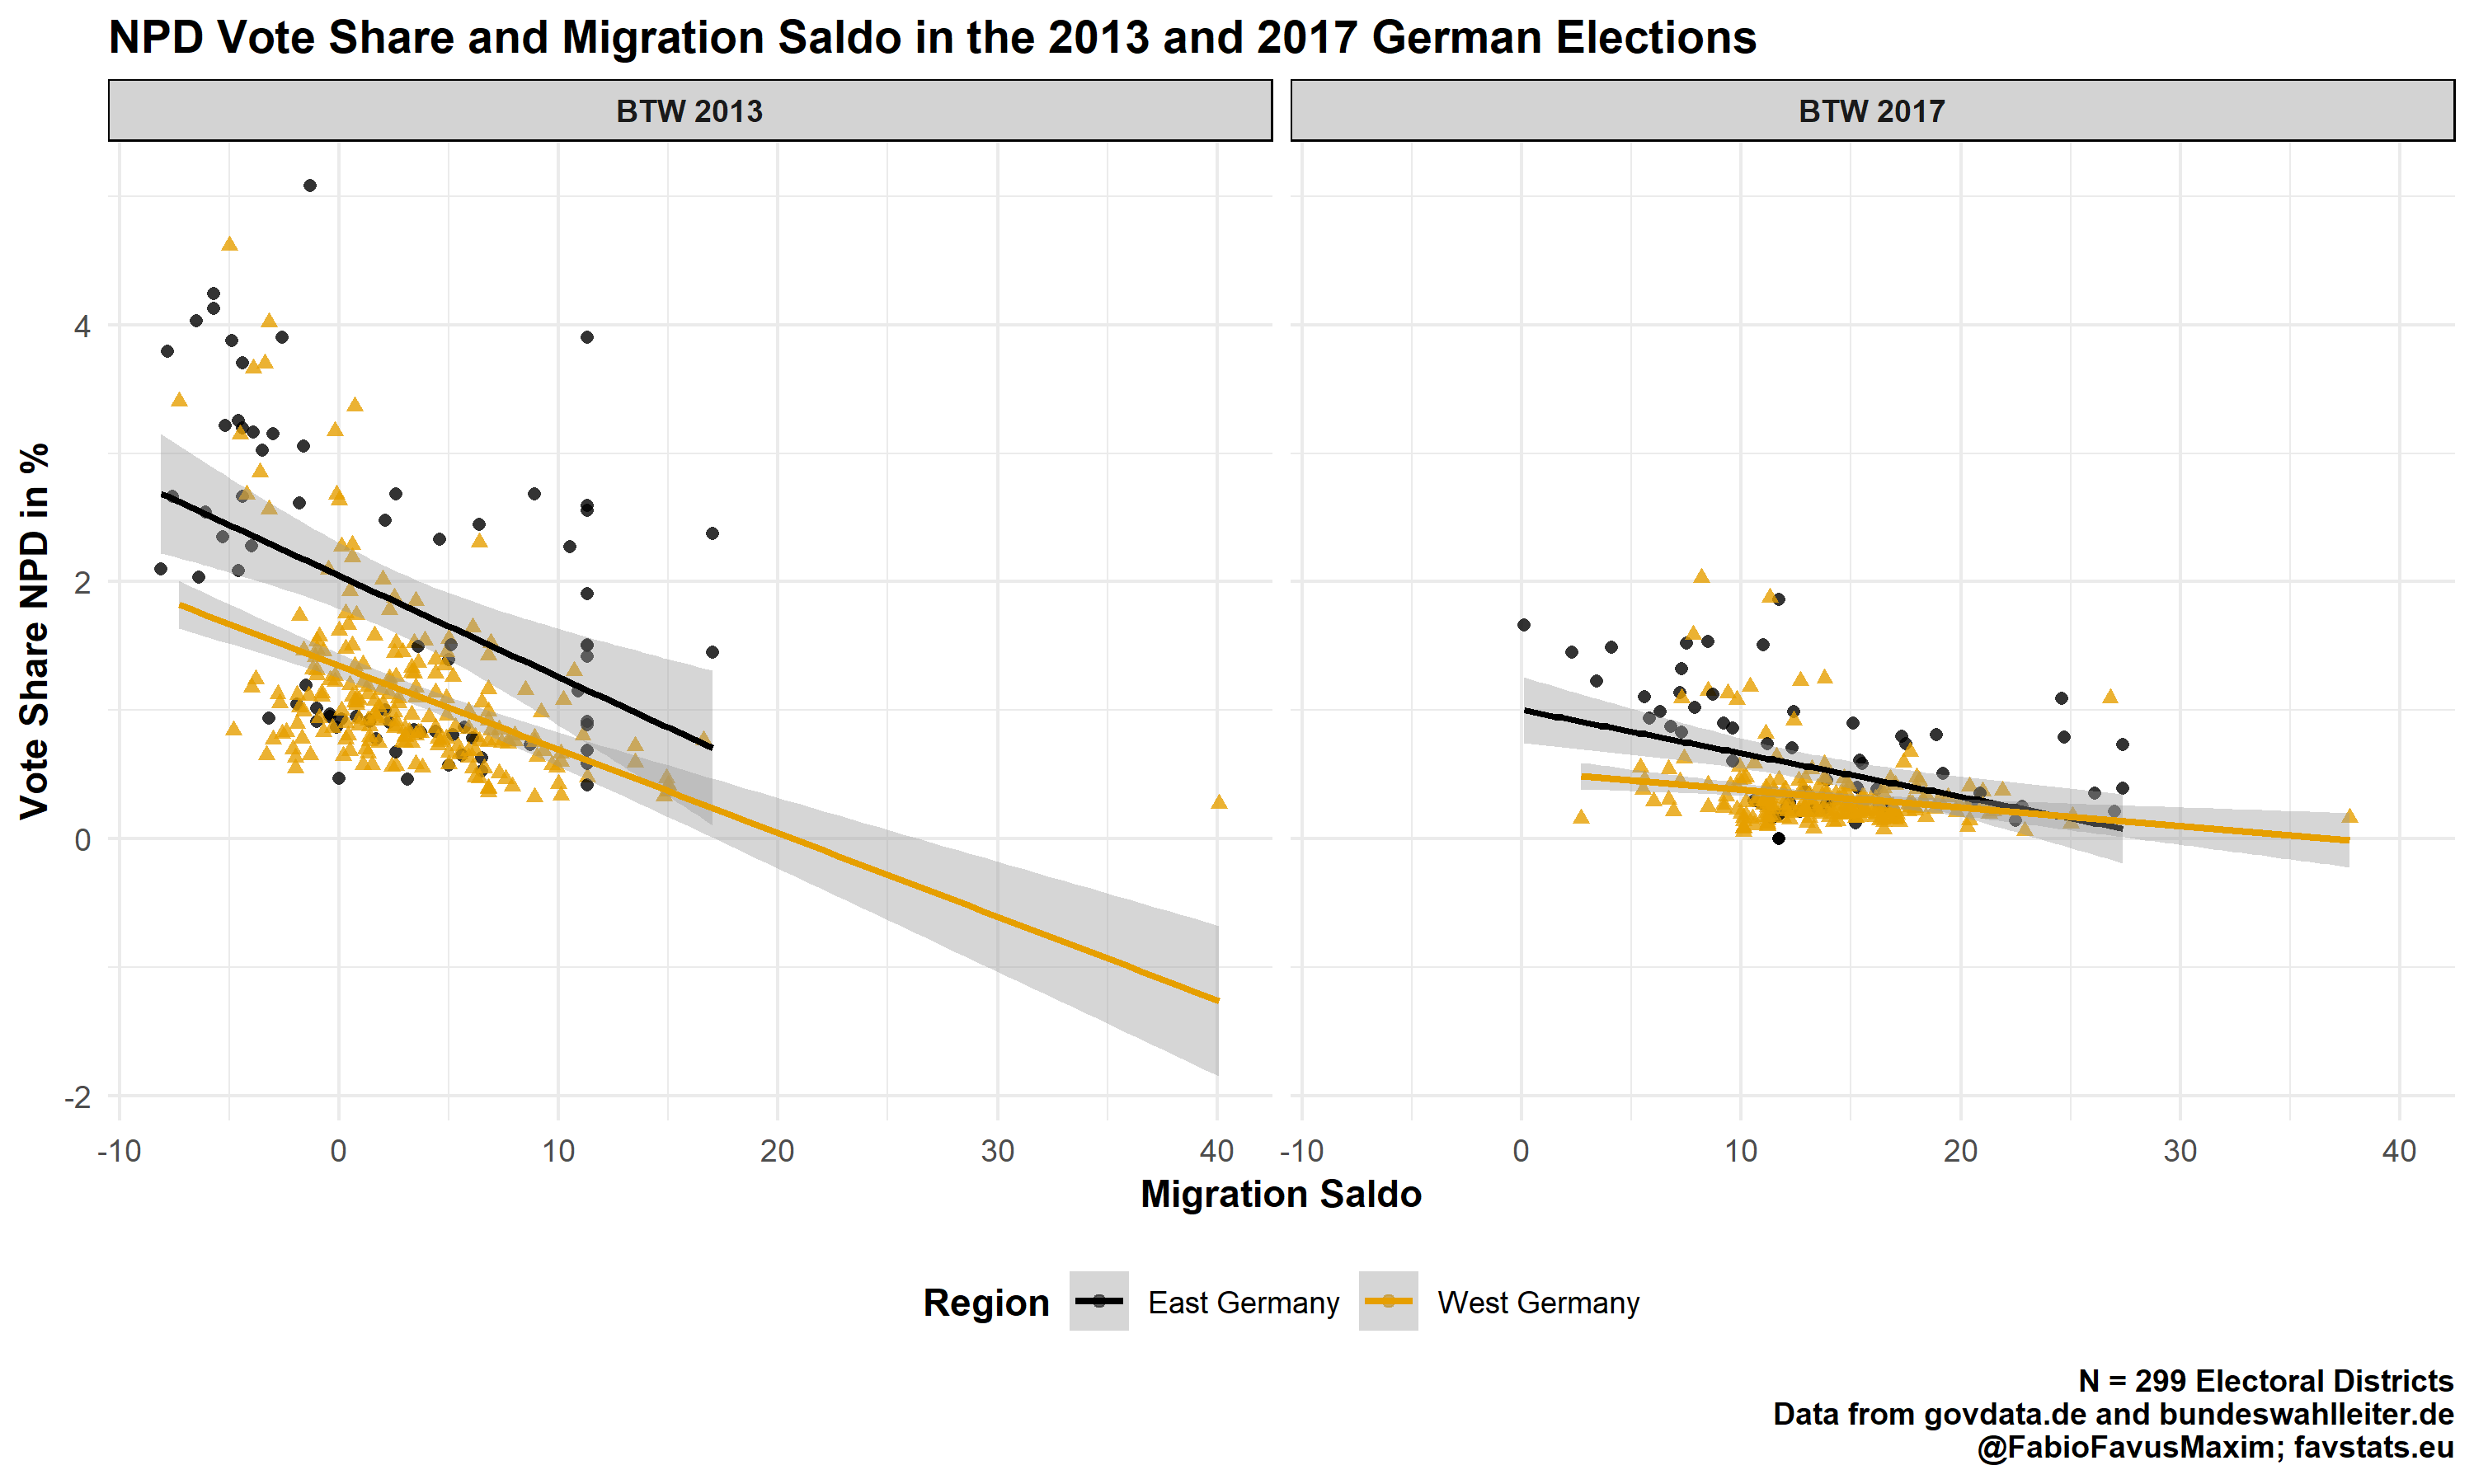 NPD Vote Share and Migration Saldo in the 2013 and 2017 German Elections
BTW 2013
BTW 2017
Vote Share NPD in %
4
2
0
-2
-10 0 10 20 30 40
-10 0 10 20 30 40
Migration Saldo
Region East Germany West Germany
N = 299 Electoral Districts
Data from govdata.de and bundeswahlleiter.de
@FabioFavusMaxim; favstats.eu